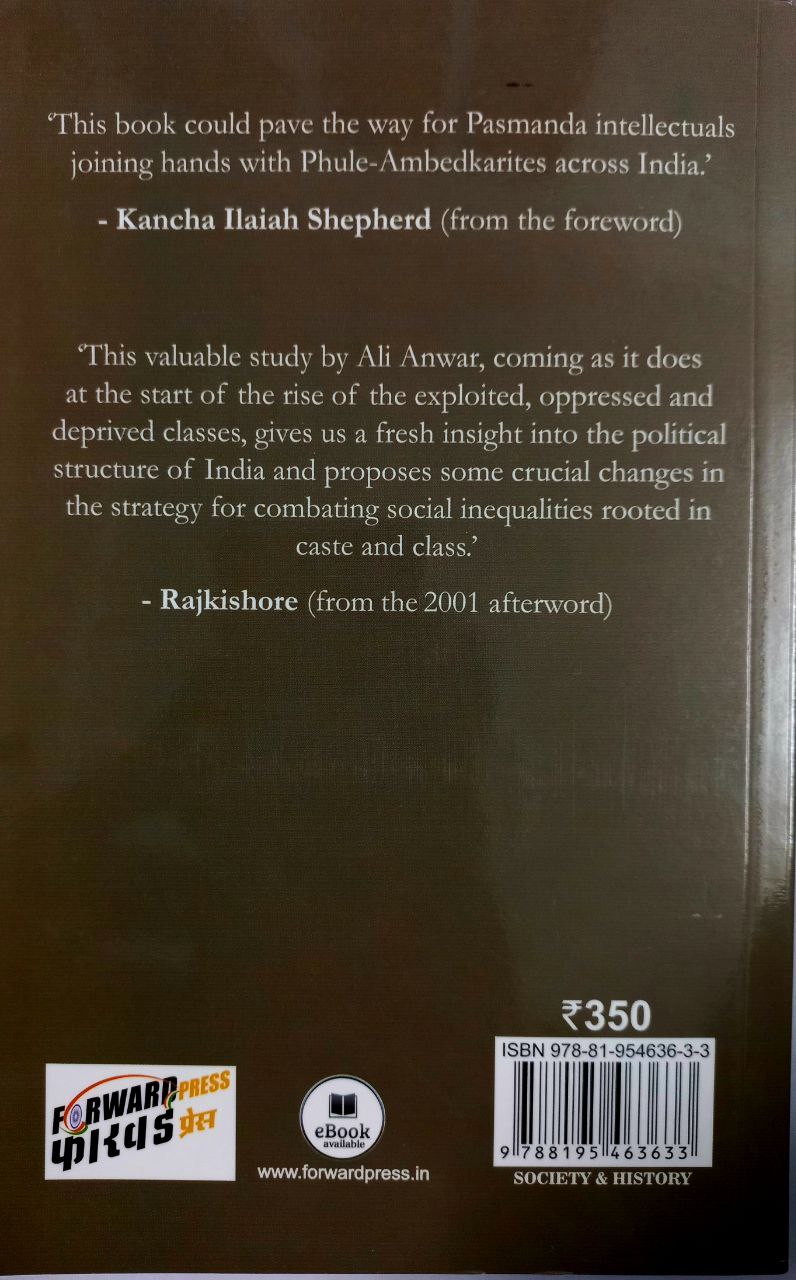 ‘This book could pave the way for Pasmanda intellectuals
joining hands with Phule-Ambedkarites across India.’
- Kancha Ilaiah Shepherd (from the foreword)
‘This valuable study by Ali Anwar, coming as it does
at the start of the rise of the exploited, oppressed and
deprived classes, gives us a fresh insight into the political
structure of India and proposes some crucial changes in
the strategy for combating social inequalities rooted in
caste and class.’
- Rajkishore (from the 2001 afterword)
₹350
ISBN 978-81-954636-3-3
9 788195 463633
SOCIETY & HISTORY
FORWARD PRESS
फारवर्ड प्रेस
eBook
available
www.forwardpress.in